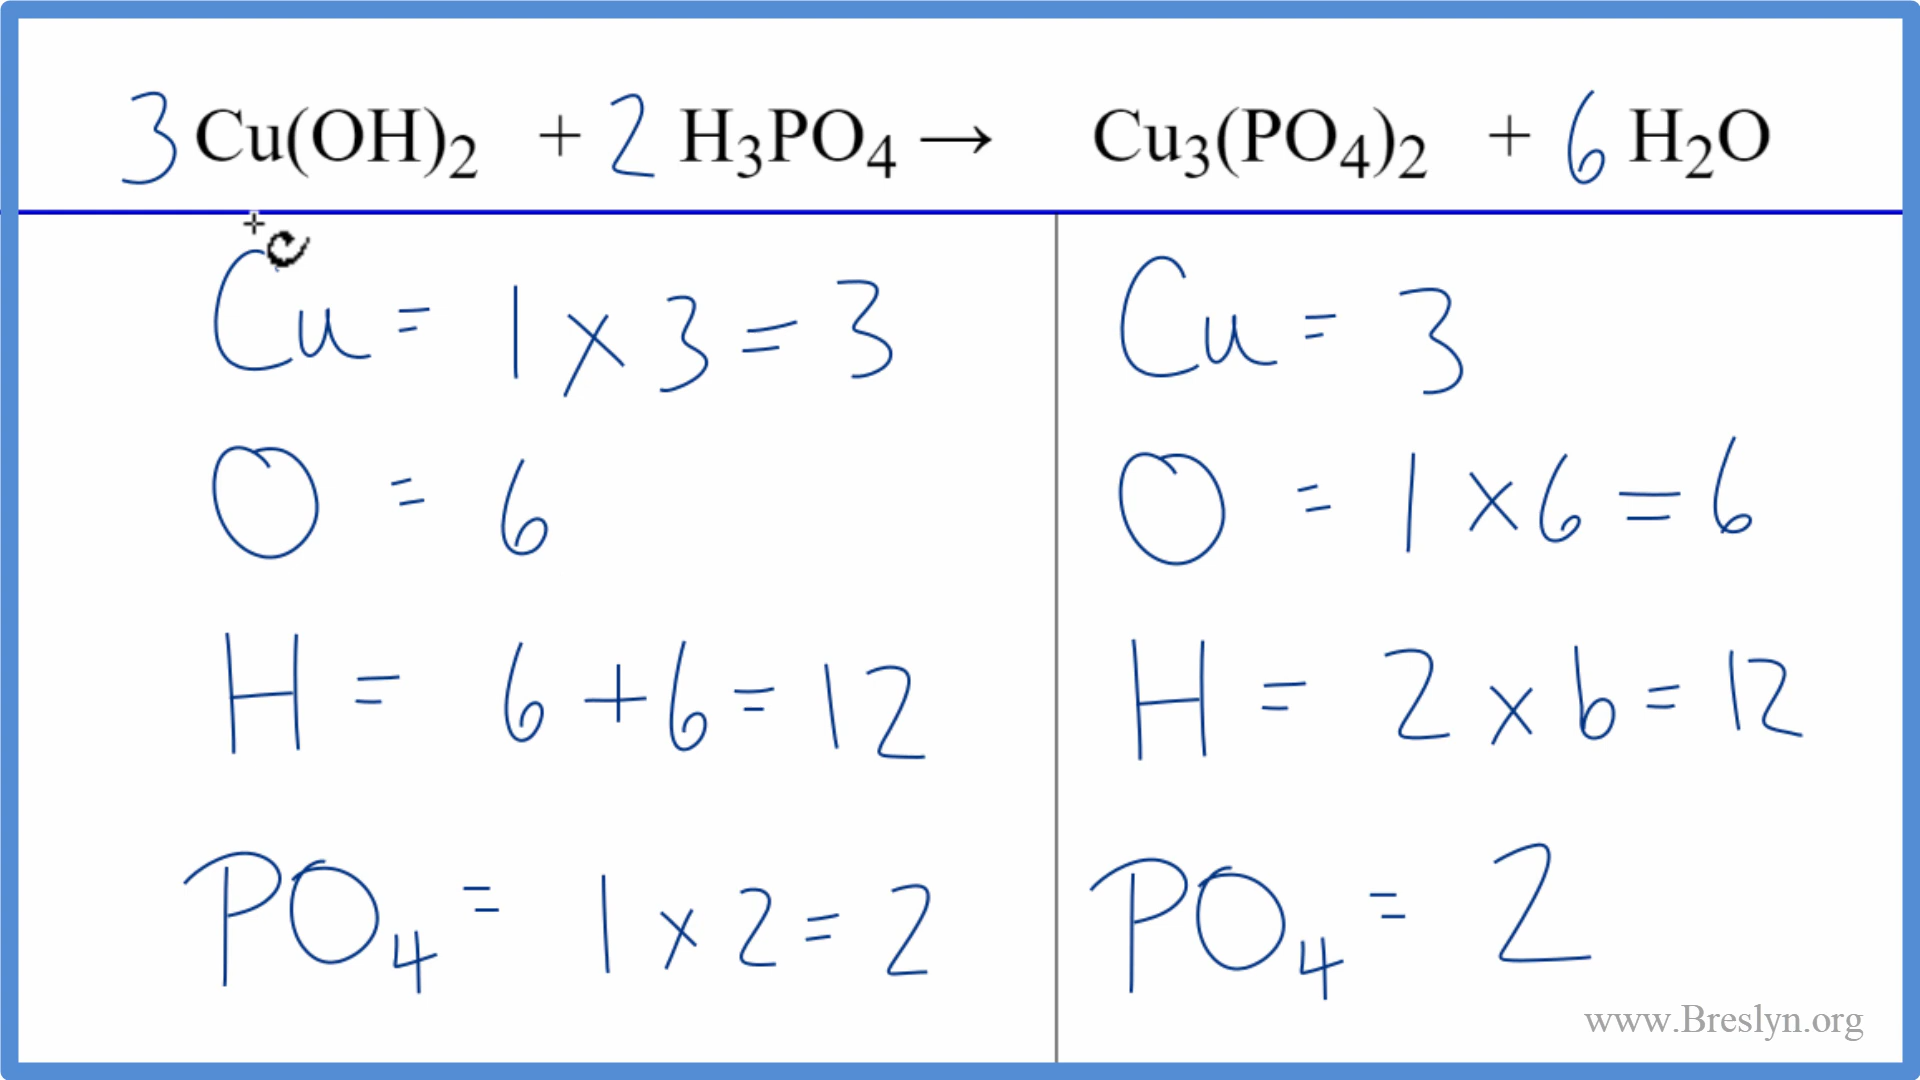 3 Cu(OH)₂ + 2 H₃PO₄ → Cu₃(PO₄)₂ + 6 H₂O
Cu = 1 x 3 = 3
O = 6
H = 6 + 6 = 12
PO₄ = 1 x 2 = 2
Cu = 3
O = 1 x 6 = 6
H = 2 x 6 = 12
PO₄ = 2
www.Breslyn.org